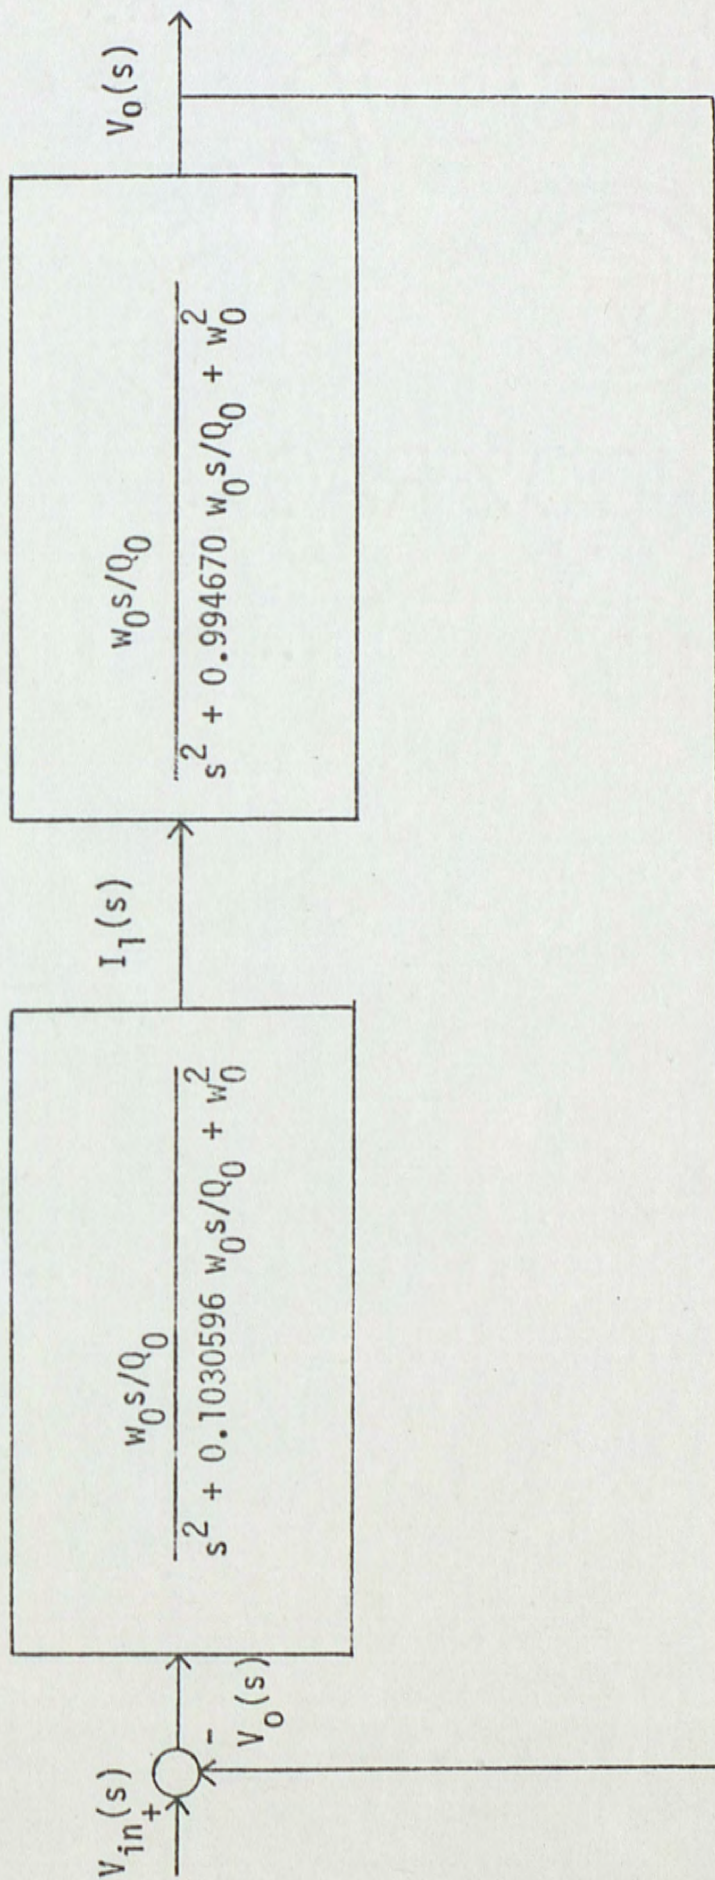 V_in(s)
+
-
V_o(s)
w_0s/Q_0
s^2 + 0.1030596 w_0s/Q_0 + w_0^2
I_1(s)
w_0s/Q_0
s^2 + 0.994670 w_0s/Q_0 + w_0^2
V_0(s)